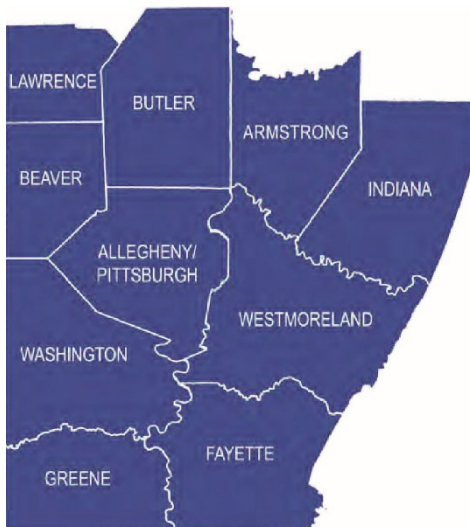 LAWRENCE
BUTLER
ARMSTRONG
BEAVER
INDIANA
ALLEGHENY/
PITTSBURGH
WESTMORELAND
WASHINGTON
FAYETTE
GREENE